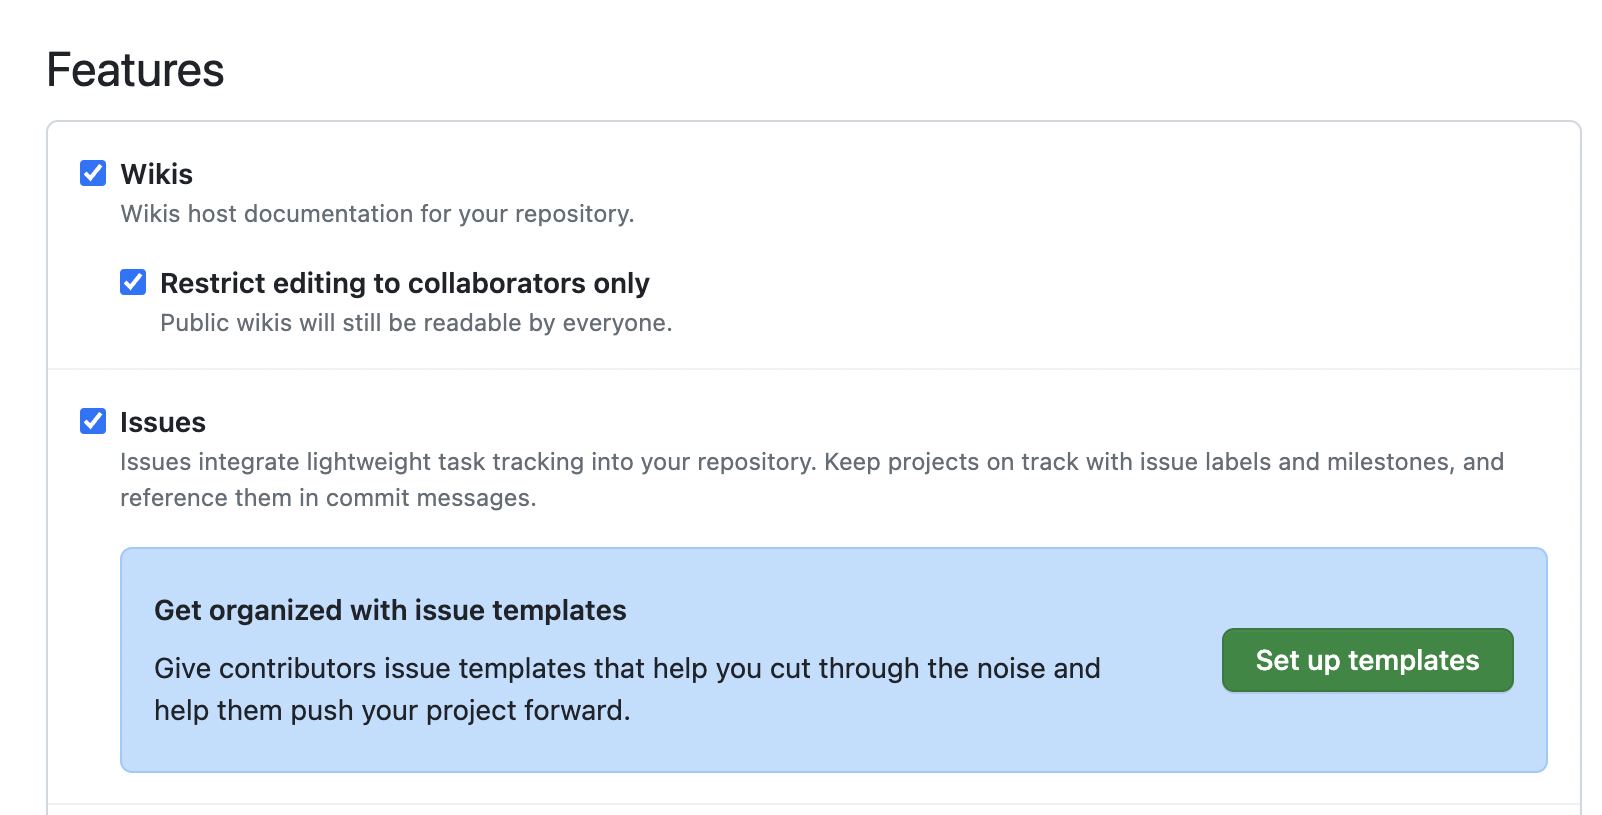 Features
Wikis
Wikis host documentation for your repository.
Restrict editing to collaborators only
Public wikis will still be readable by everyone.
Issues
Issues integrate lightweight task tracking into your repository. Keep projects on track with issue labels and milestones, and
reference them in commit messages.
Get organized with issue templates
Give contributors issue templates that help you cut through the noise and
help them push your project forward.
Set up templates